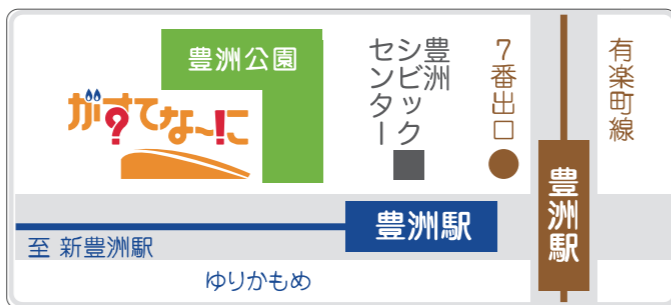 豊洲公園
がすてな〜に
?!
豊洲シビックセンター
7番出口
有楽町線
豊洲駅
豊洲駅
至 新豊洲駅
ゆりかもめ